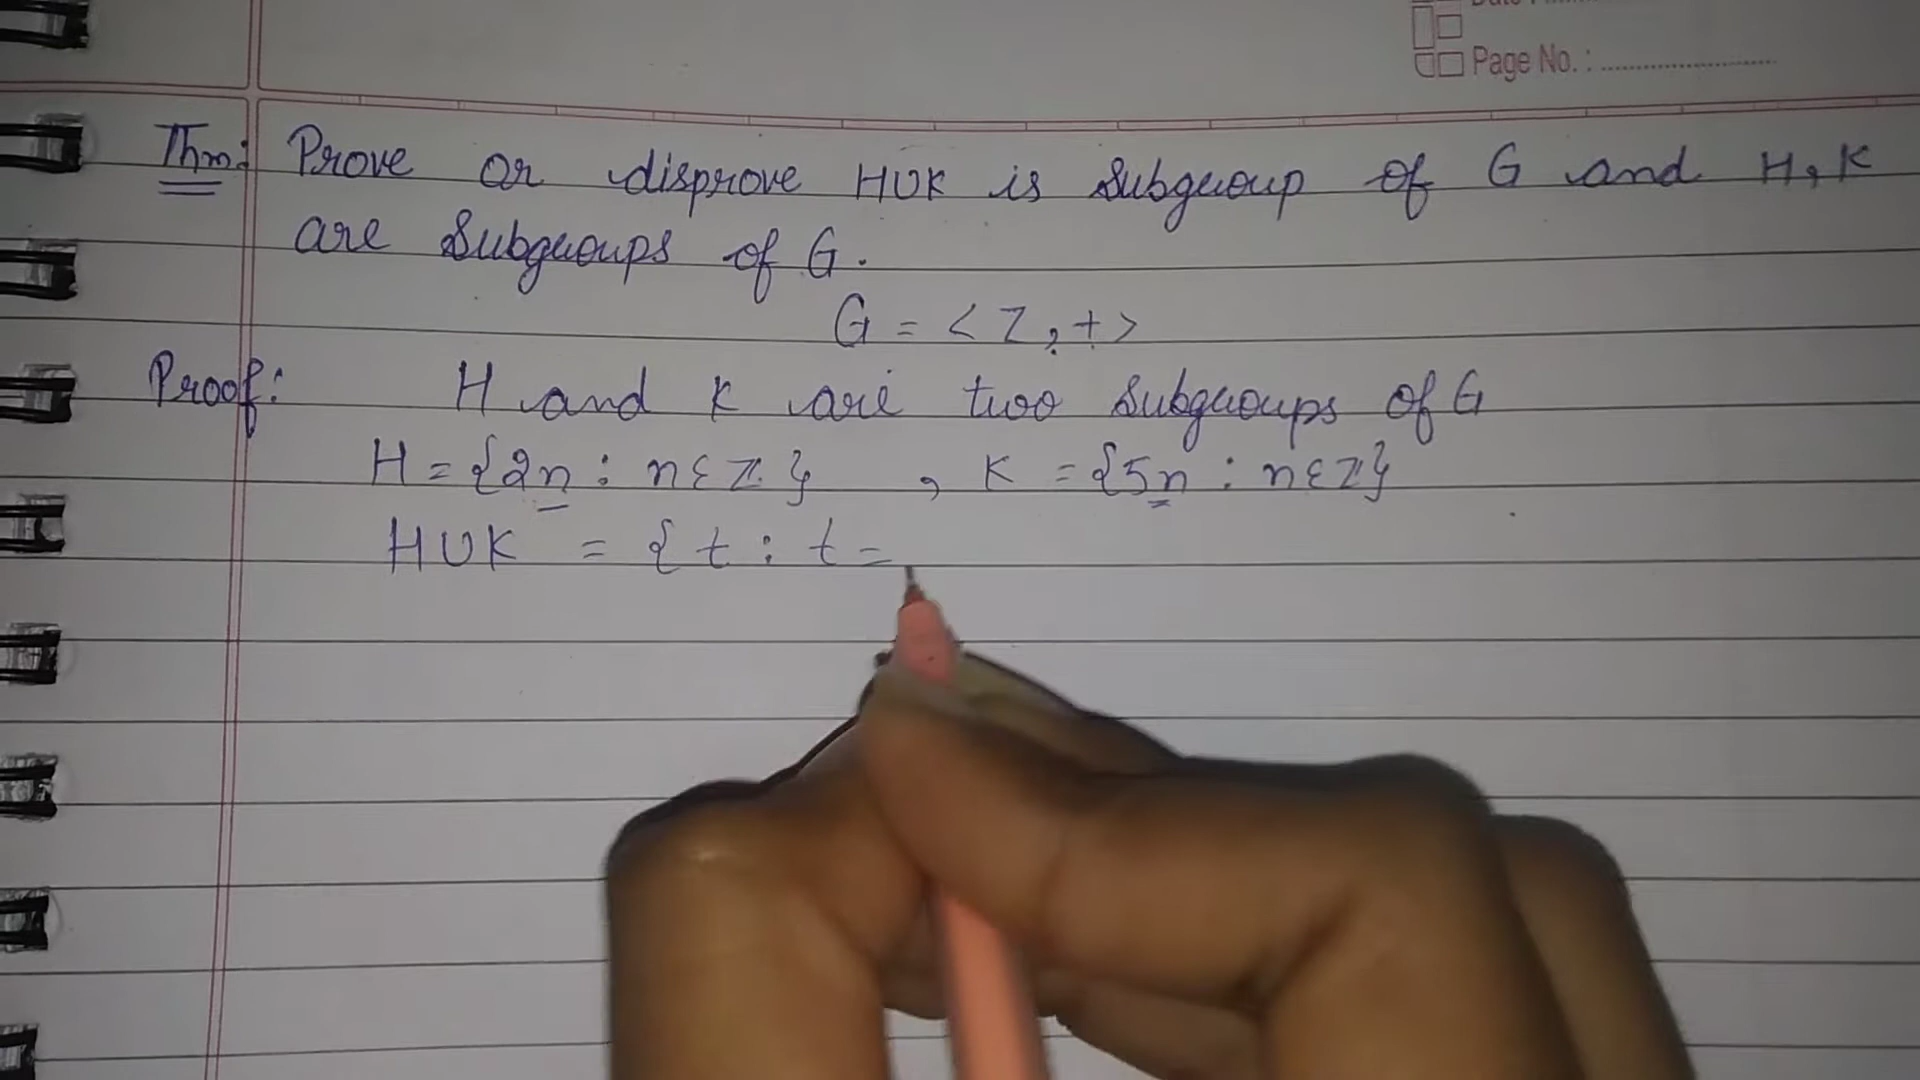 Page No. :
Thm: Prove or disprove HUK is Subgroup of G and H, K
are Subgroups of G.
G = < Z, + >
Proof: H and K are two Subgroups of G
H = {2n : n ∈ Z} , K = {5n : n ∈ Z}
HUK = { t : t =